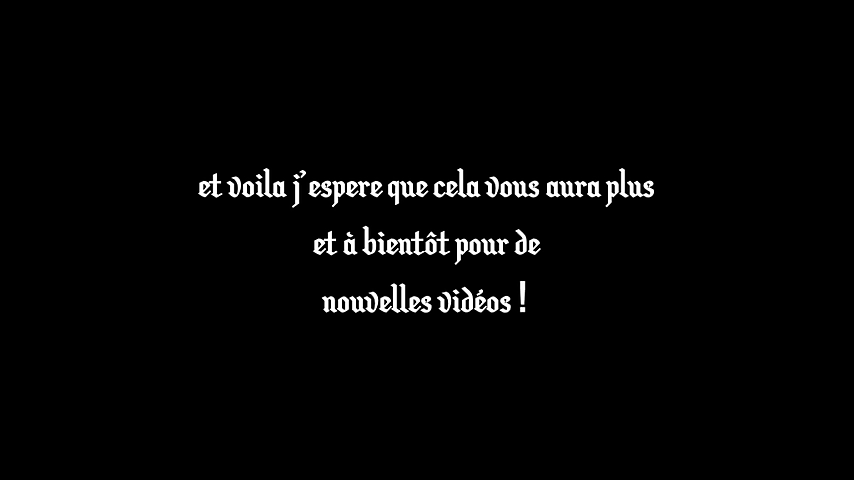 et voila j'espere que cela vous aura plus
et à bientôt pour de
nouvelles vidéos !